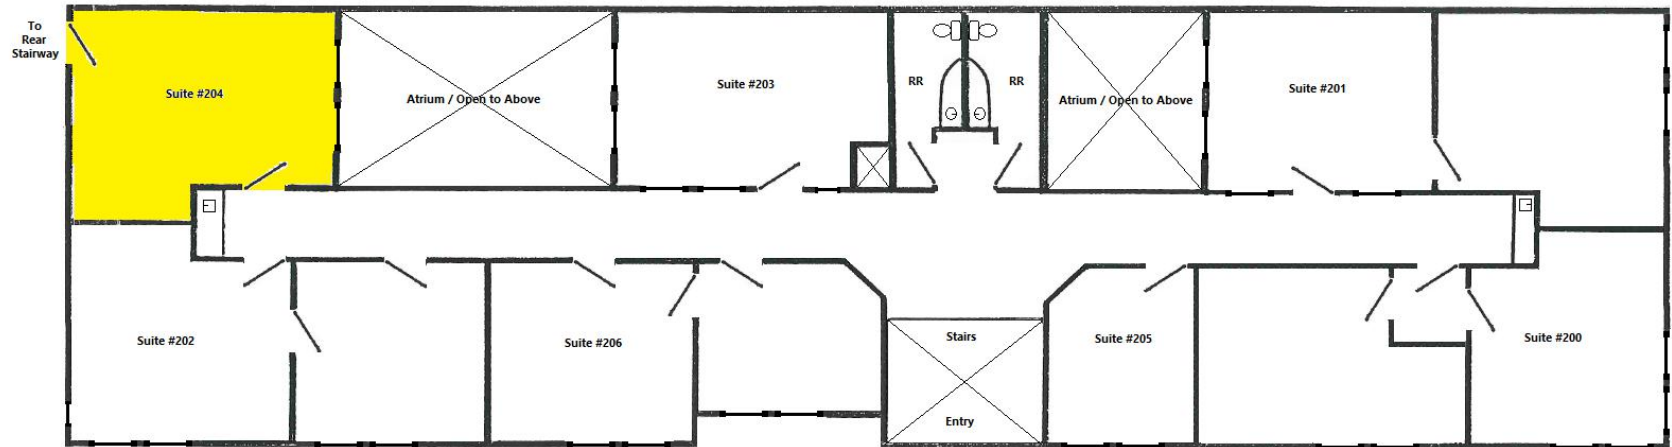 To
Rear
Stairway
Suite #204
Atrium / Open to Above
Suite #203
RR
RR
Atrium / Open to Above
Suite #201
Suite #202
Suite #206
Stairs
Entry
Suite #205
Suite #200